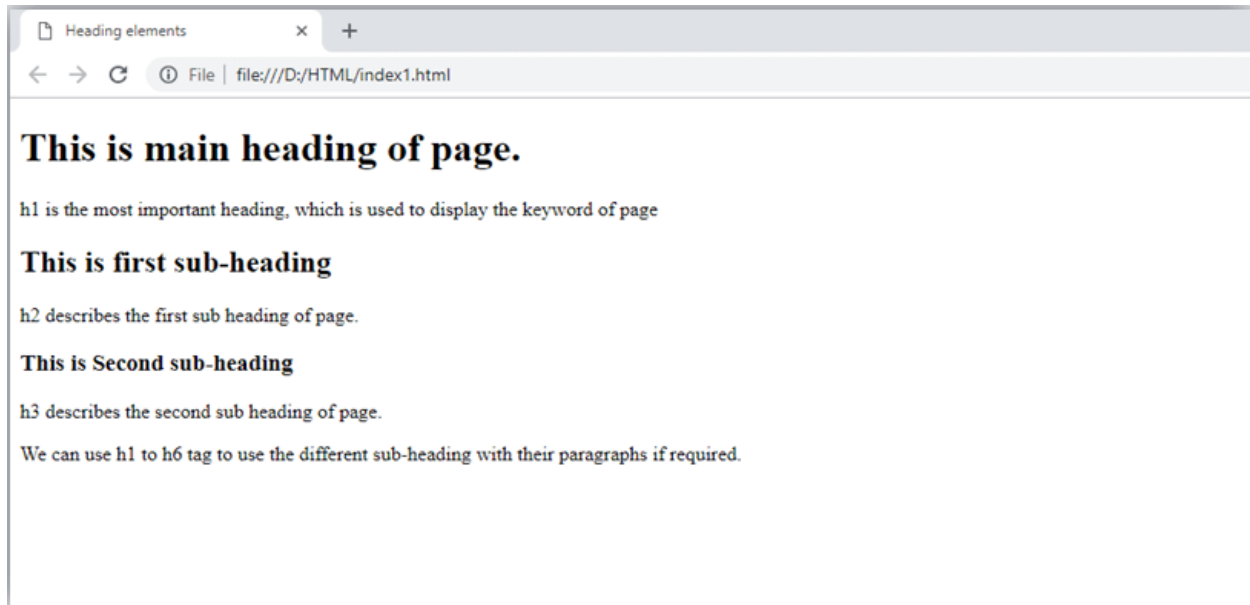 Heading elements
File | file:///D:/HTML/index1.html
This is main heading of page.
h1 is the most important heading, which is used to display the keyword of page
This is first sub-heading
h2 describes the first sub heading of page.
This is Second sub-heading
h3 describes the second sub heading of page.
We can use h1 to h6 tag to use the different sub-heading with their paragraphs if required.